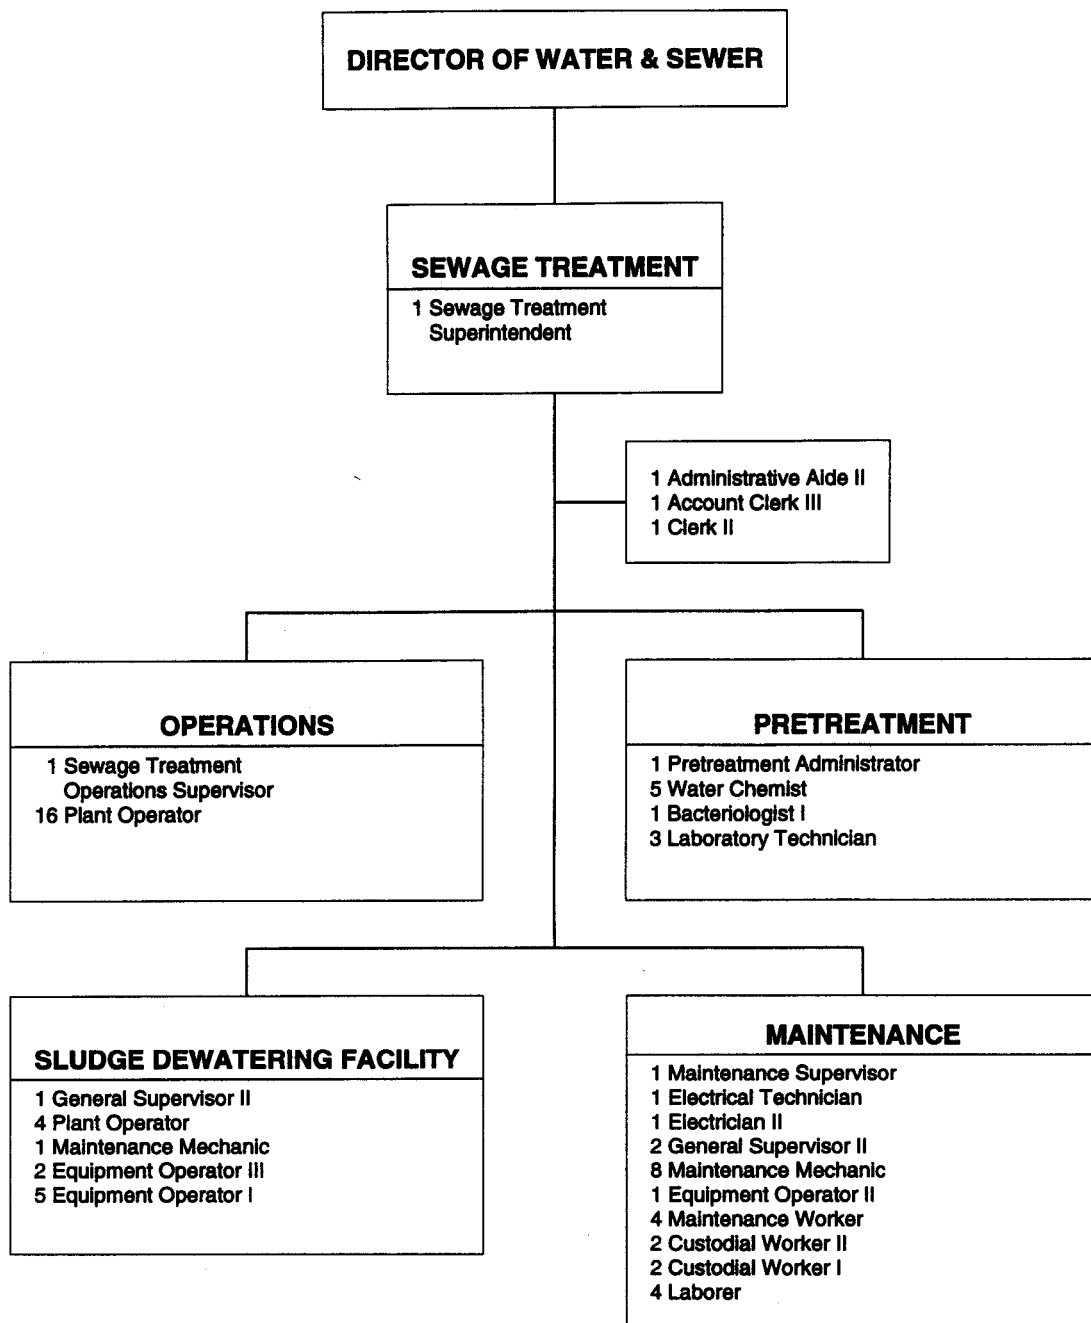 DIRECTOR OF WATER & SEWER
SEWAGE TREATMENT
1 Sewage Treatment
Superintendent
1 Administrative Aide II
1 Account Clerk III
1 Clerk II
OPERATIONS
1 Sewage Treatment
Operations Supervisor
16 Plant Operator
PRETREATMENT
1 Pretreatment Administrator
5 Water Chemist
1 Bacteriologist I
3 Laboratory Technician
SLUDGE DEWATERING FACILITY
1 General Supervisor II
4 Plant Operator
1 Maintenance Mechanic
2 Equipment Operator III
5 Equipment Operator I
MAINTENANCE
1 Maintenance Supervisor
1 Electrical Technician
1 Electrician II
2 General Supervisor II
8 Maintenance Mechanic
1 Equipment Operator II
4 Maintenance Worker
2 Custodial Worker II
2 Custodial Worker I
4 Laborer